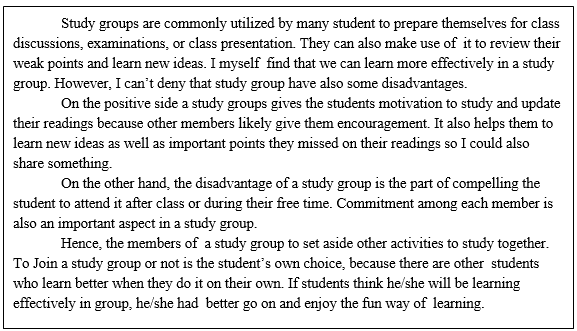 Study groups are commonly utilized by many student to prepare themselves for class
discussions, examinations, or class presentation. They can also make use of it to review their
weak points and learn new ideas. I myself find that we can learn more effectively in a study
group. However, I can't deny that study group have also some disadvantages.
On the positive side a study groups gives the students motivation to study and update
their readings because other members likely give them encouragement. It also helps them to
learn new ideas as well as important points they missed on their readings so I could also
share something.
On the other hand, the disadvantage of a study group is the part of compelling the
student to attend it after class or during their free time. Commitment among each member is
also an important aspect in a study group.
Hence, the members of a study group to set aside other activities to study together.
To Join a study group or not is the student's own choice, because there are other students
who learn better when they do it on their own. If students think he/she will be learning
effectively in group, he/she had better go on and enjoy the fun way of learning.